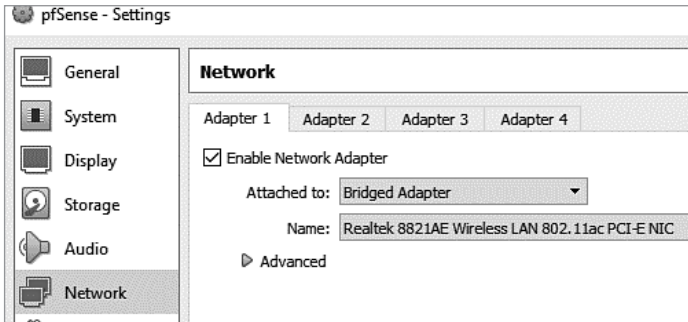 pfSense - Settings
General
System
Display
Storage
Audio
Network
Network
Adapter 1 Adapter 2 Adapter 3 Adapter 4
Enable Network Adapter
Attached to: Bridged Adapter
Name: Realtek 8821AE Wireless LAN 802.11ac PCI-E NIC
Advanced